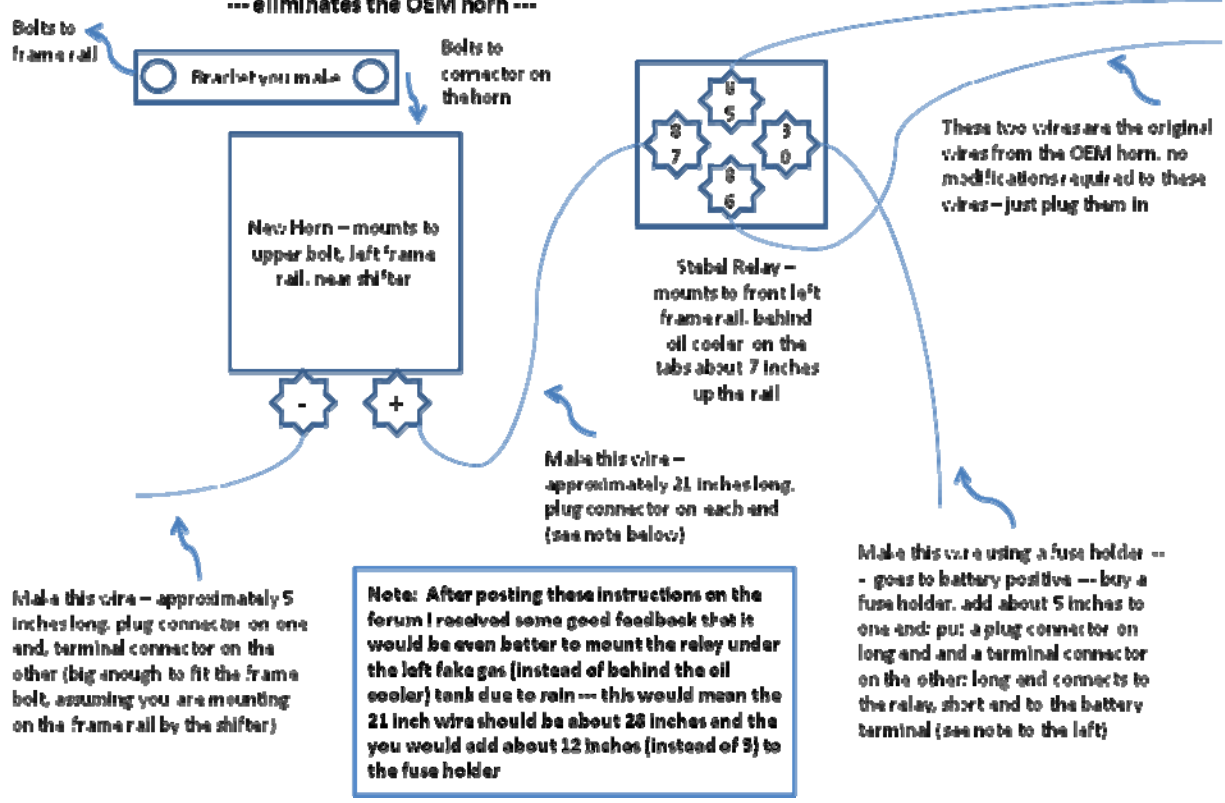 --- eliminates the OEM horn ---
Bolts to
frame rail
Bracket you make
Bolts to
connector on
the horn
8
5
8
7
3
0
8
6
These two wires are the original
wires from the OEM horn, no
modifications required to these
wires – just plug them in
New Horn – mounts to
upper bolt, left frame
rail, near shifter
-
+
Stebel Relay –
mounts to front left
frame rail, behind
oil cooler on the
tabs about 7 inches
up the rail
Make this wire –
approximately 21 inches long,
plug connector on each end
(see note below)
Make this wire using a fuse holder --
- goes to battery positive --- buy a
fuse holder, add about 5 inches to
one end; put a plug connector on
long end and a terminal connector
on the other; long end connects to
the relay, short end to the battery
terminal (see note to the left)
Make this wire – approximately 5
inches long, plug connector on one
end, terminal connector on the
other (big enough to fit the frame
bolt, assuming you are mounting
on the frame rail by the shifter)
Note: After posting these instructions on the
forum I received some good feedback that it
would be even better to mount the relay under
the left fake gas (instead of behind the oil
cooler) tank due to rain --- this would mean the
21 inch wire should be about 28 inches and the
you would add about 12 inches (instead of 5) to
the fuse holder